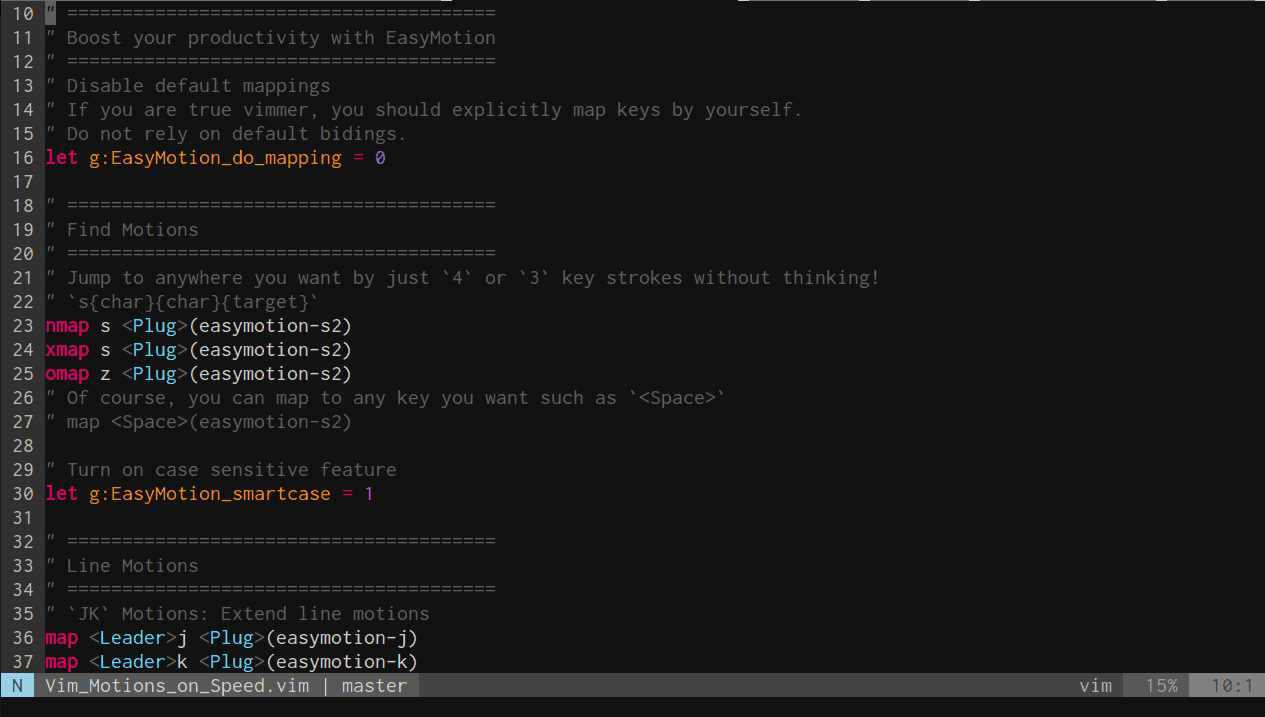 10 " =======================================
11 " Boost your productivity with EasyMotion
12 " =======================================
13 " Disable default mappings
14 " If you are true vimmer, you should explicitly map keys by yourself.
15 " Do not rely on default bidings.
16 let g:EasyMotion_do_mapping = 0
17
18 " =======================================
19 " Find Motions
20 " =======================================
21 " Jump to anywhere you want by just `4` or `3` key strokes without thinking!
22 " `s{char}{char}{target}`
23 nmap s <Plug>(easymotion-s2)
24 xmap s <Plug>(easymotion-s2)
25 omap z <Plug>(easymotion-s2)
26 " Of course, you can map to any key you want such as `<Space>`
27 " map <Space>(easymotion-s2)
28
29 " Turn on case sensitive feature
30 let g:EasyMotion_smartcase = 1
31
32 " =======================================
33 " Line Motions
34 " =======================================
35 " `JK` Motions: Extend line motions
36 map <Leader>j <Plug>(easymotion-j)
37 map <Leader>k <Plug>(easymotion-k)
N Vim_Motions_on_Speed.vim | master vim 15% 10:1